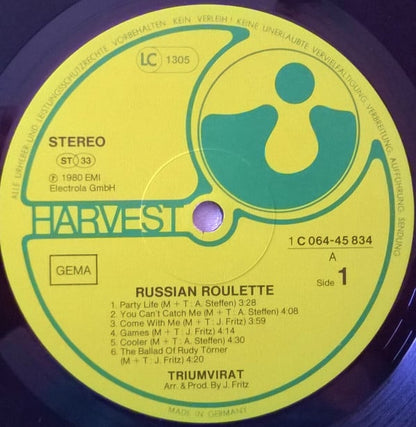 ALLE URHEBER UND LEISTUNGSSCHUTZRECHTE VORBEHALTEN KEIN VERLEIH! KEINE UNERLAUBTE VERVIELFÄLTIGUNG, VERMIETUNG, AUFFÜHRUNG, SENDUNG
LC 1305
STEREO
ST 33
℗ 1980 EMI
Electrola GmbH
HARVEST
1C 064-45 834
A
Side 1
GEMA
RUSSIAN ROULETTE
1. Party Life (M + T : A. Steffen) 3:28
2. You Can't Catch Me (M + T : A. Steffen) 4:08
3. Come With Me (M + T : J. Fritz) 3:59
4. Games (M + T : J. Fritz) 4:14
5. Cooler (M + T : A. Steffen) 4:30
6. The Ballad Of Rudy Törner
(M + T : J. Fritz) 4:20
TRIUMVIRAT
Arr. & Prod. By J. Fritz
MADE IN GERMANY